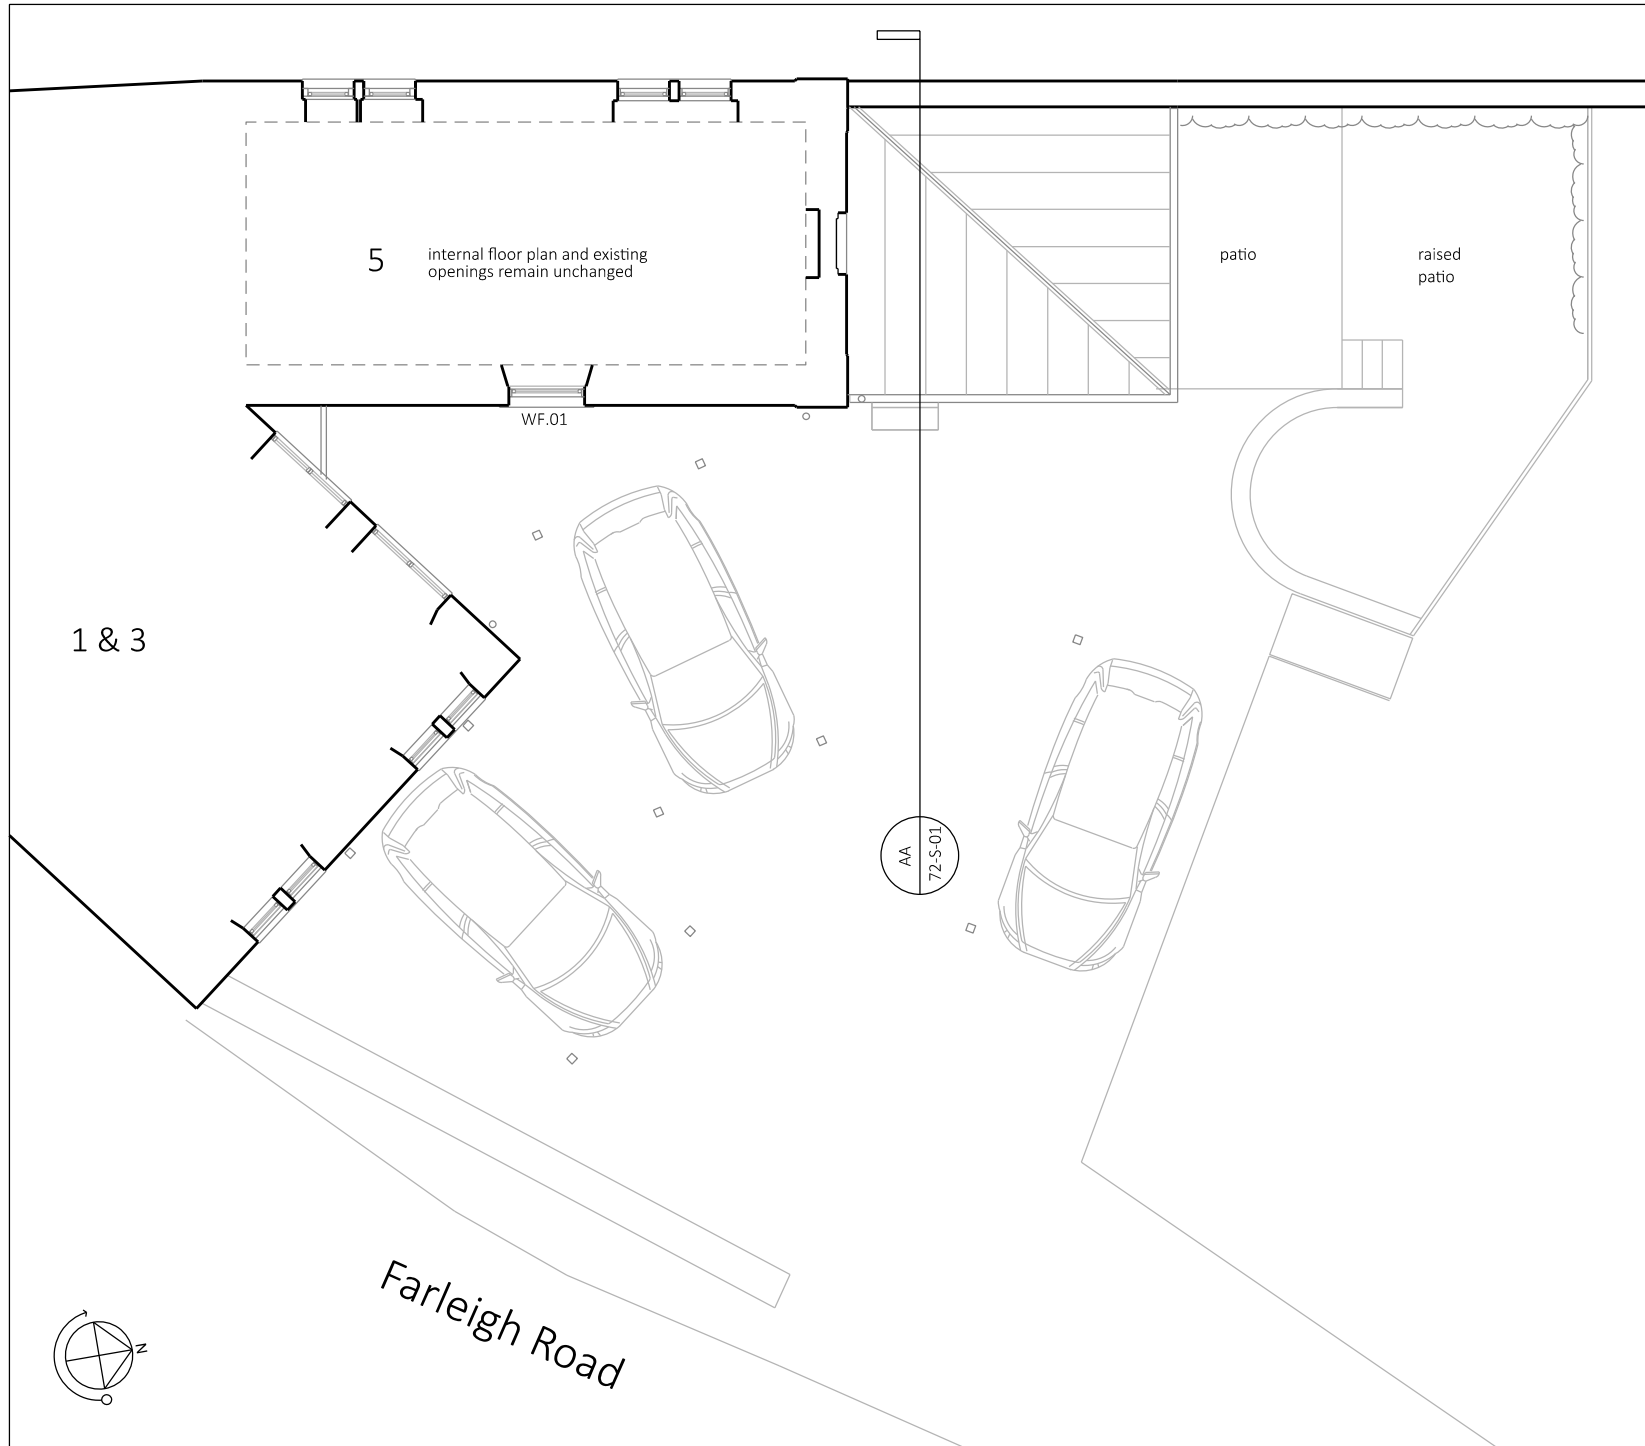 5
internal floor plan and existing
openings remain unchanged
patio
raised
patio
WF.01
1 & 3
AA
72-S-01
Farleigh Road
N